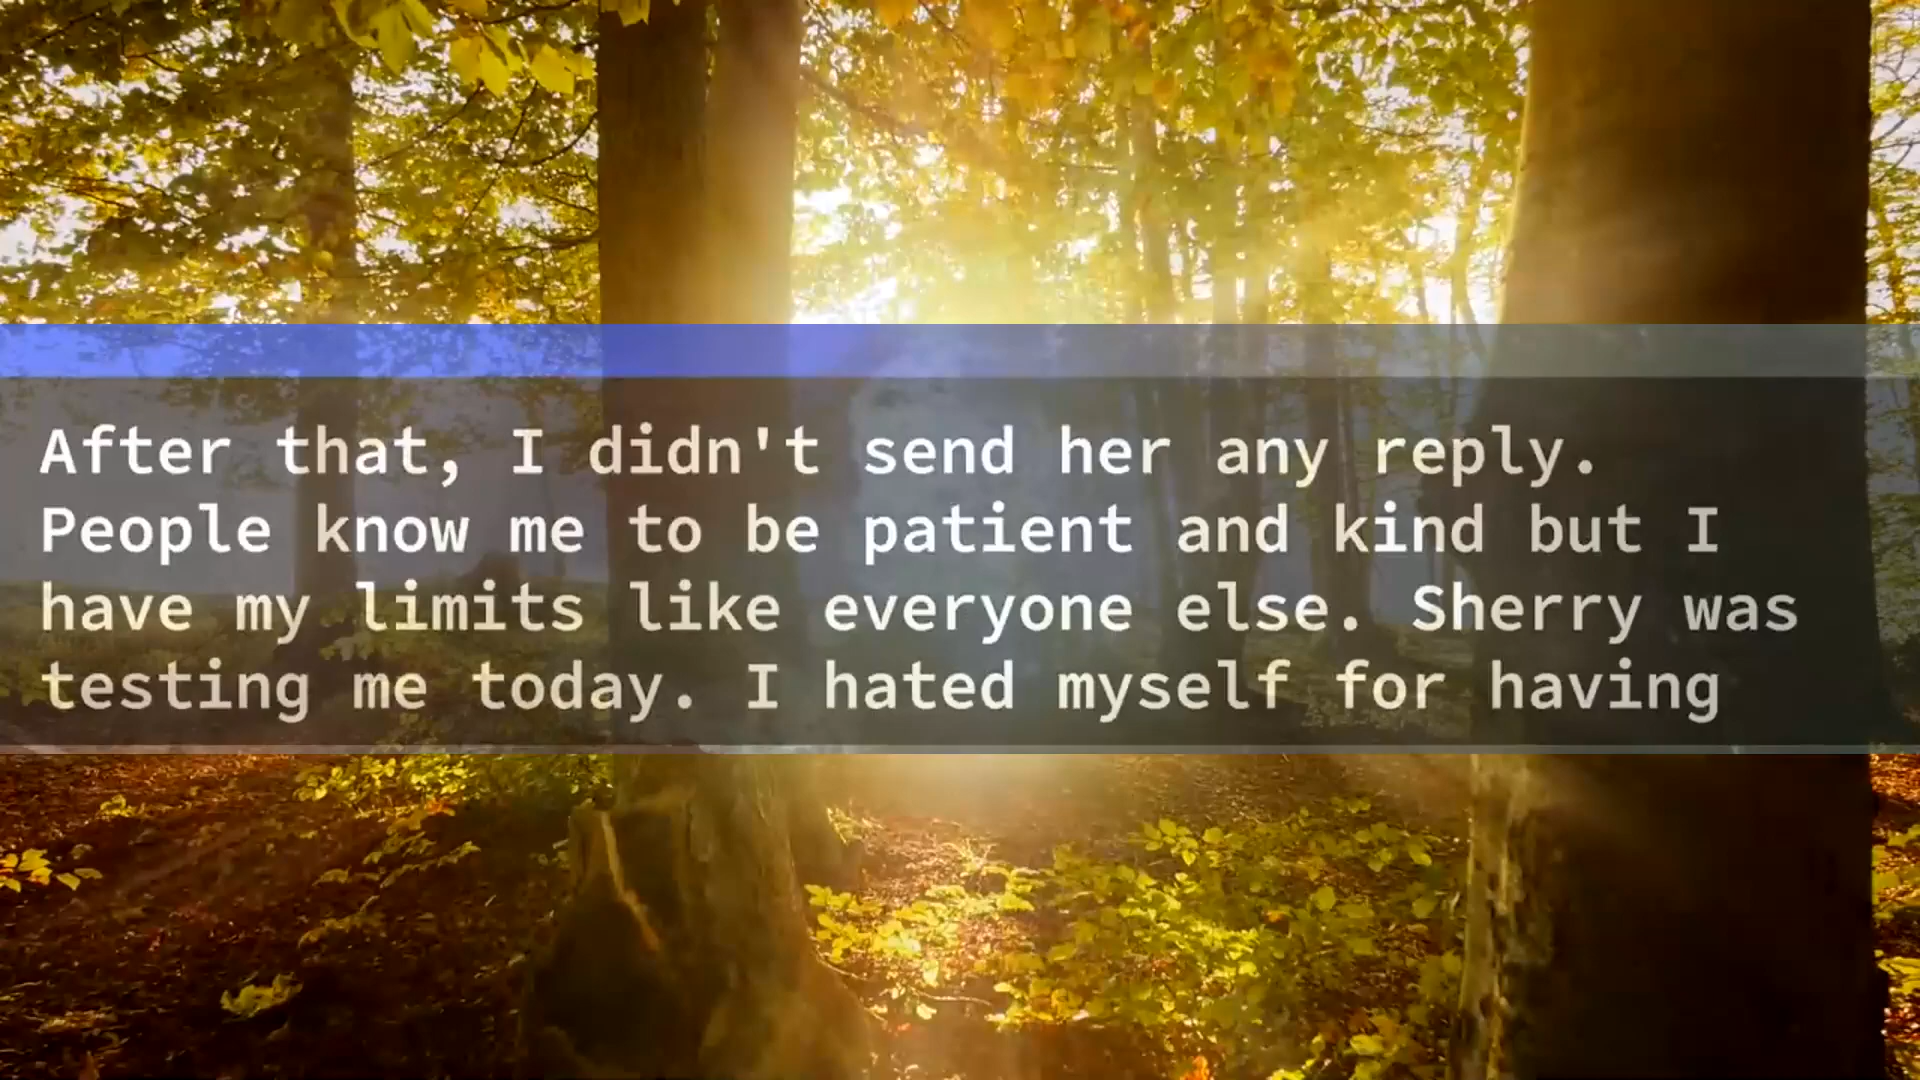 After that, I didn't send her any reply.
People know me to be patient and kind but I
have my limits like everyone else. Sherry was
testing me today. I hated myself for having